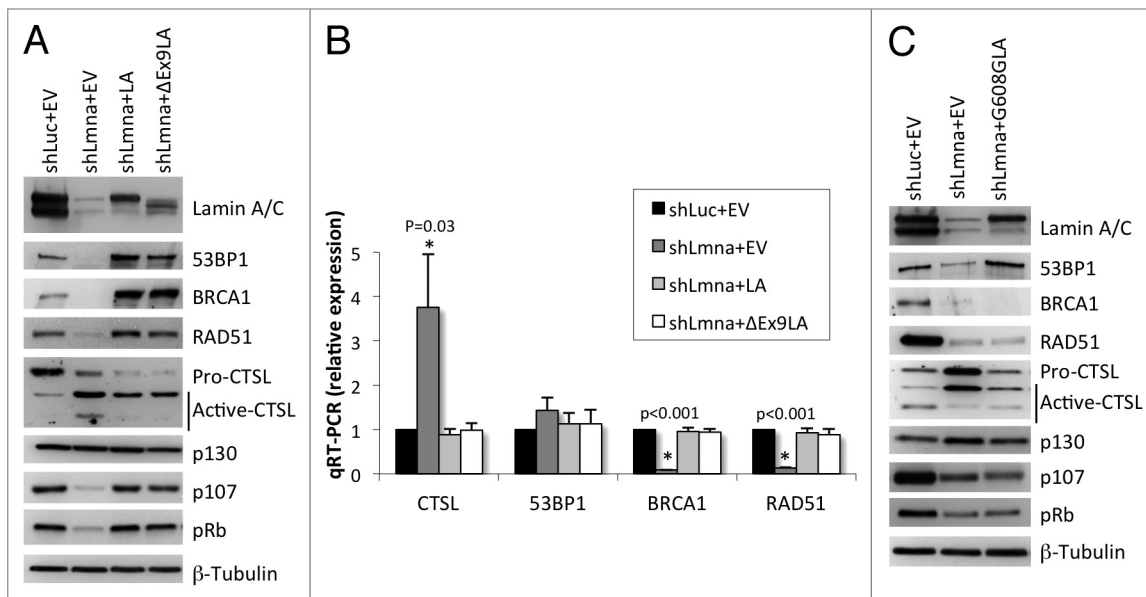 A
shLuc+EV
shLmna+EV
shLmna+LA
shLmna+ΔEx9LA
Lamin A/C
53BP1
BRCA1
RAD51
Pro-CTSL
Active-CTSL
p130
p107
pRb
β-Tubulin
B
shLuc+EV
shLmna+EV
shLmna+LA
shLmna+ΔEx9LA
qRT-PCR (relative expression)
5
4
3
2
1
0
P=0.03
*
p<0.001
*
p<0.001
*
CTSL
53BP1
BRCA1
RAD51
C
shLuc+EV
shLmna+EV
shLmna+G608GLA
Lamin A/C
53BP1
BRCA1
RAD51
Pro-CTSL
Active-CTSL
p130
p107
pRb
β-Tubulin